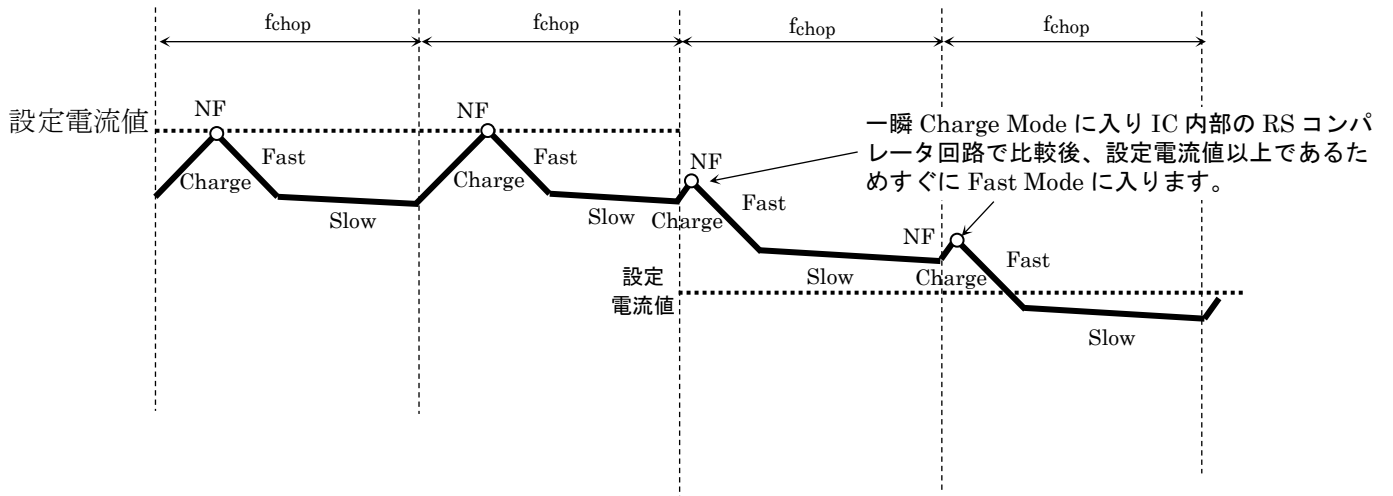 fchop
fchop
fchop
fchop
設定電流値
NF
Fast
Charge
Slow
NF
Fast
Charge
Slow
NF
Fast
Charge
Slow
NF
Fast
Charge
Slow
設定
電流値
一瞬 Charge Mode に入り IC 内部の RS コンパ
レータ回路で比較後、設定電流値以上であるた
めすぐに Fast Mode に入ります。